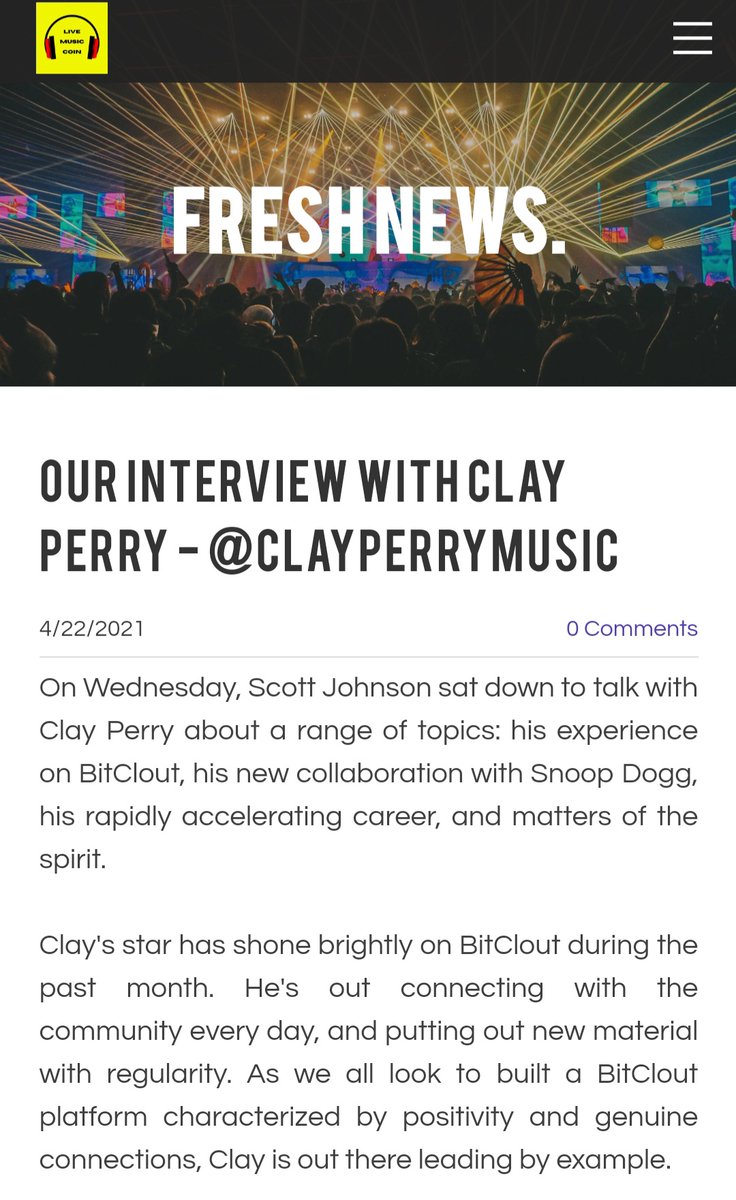 LIVE
MUSIC
COIN
FRESH NEWS.
OUR INTERVIEW WITH CLAY
PERRY - @CLAYPERRYMUSIC
4/22/2021 0 Comments
On Wednesday, Scott Johnson sat down to talk with
Clay Perry about a range of topics: his experience
on BitClout, his new collaboration with Snoop Dogg,
his rapidly accelerating career, and matters of the
spirit.
Clay's star has shone brightly on BitClout during the
past month. He's out connecting with the
community every day, and putting out new material
with regularity. As we all look to built a BitClout
platform characterized by positivity and genuine
connections, Clay is out there leading by example.